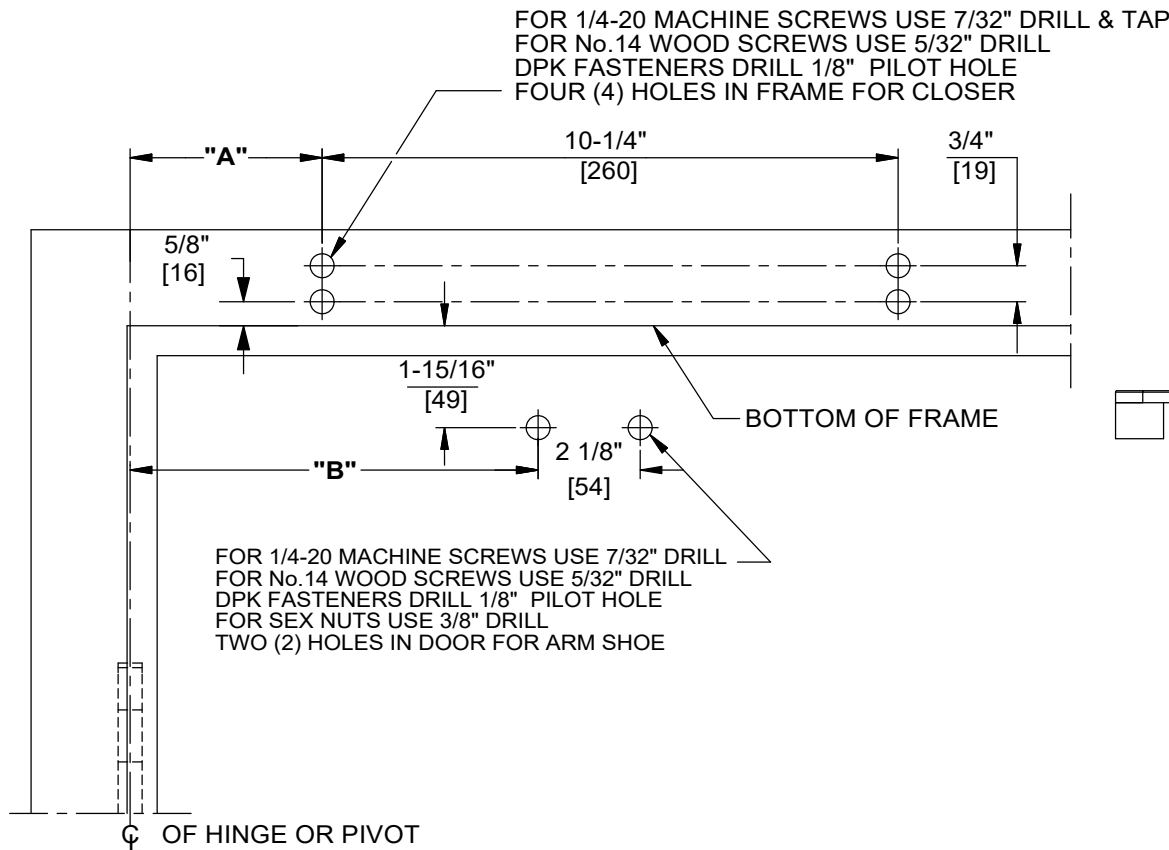 FOR 1/4-20 MACHINE SCREWS USE 7/32" DRILL & TAP
FOR No.14 WOOD SCREWS USE 5/32" DRILL
DPK FASTENERS DRILL 1/8" PILOT HOLE
FOUR (4) HOLES IN FRAME FOR CLOSER
"A"
10-1/4"
[260]
3/4"
[19]
5/8"
[16]
1-15/16"
[49]
BOTTOM OF FRAME
2 1/8"
[54]
"B"
FOR 1/4-20 MACHINE SCREWS USE 7/32" DRILL
FOR No.14 WOOD SCREWS USE 5/32" DRILL
DPK FASTENERS DRILL 1/8" PILOT HOLE
FOR SEX NUTS USE 3/8" DRILL
TWO (2) HOLES IN DOOR FOR ARM SHOE
℄ OF HINGE OR PIVOT